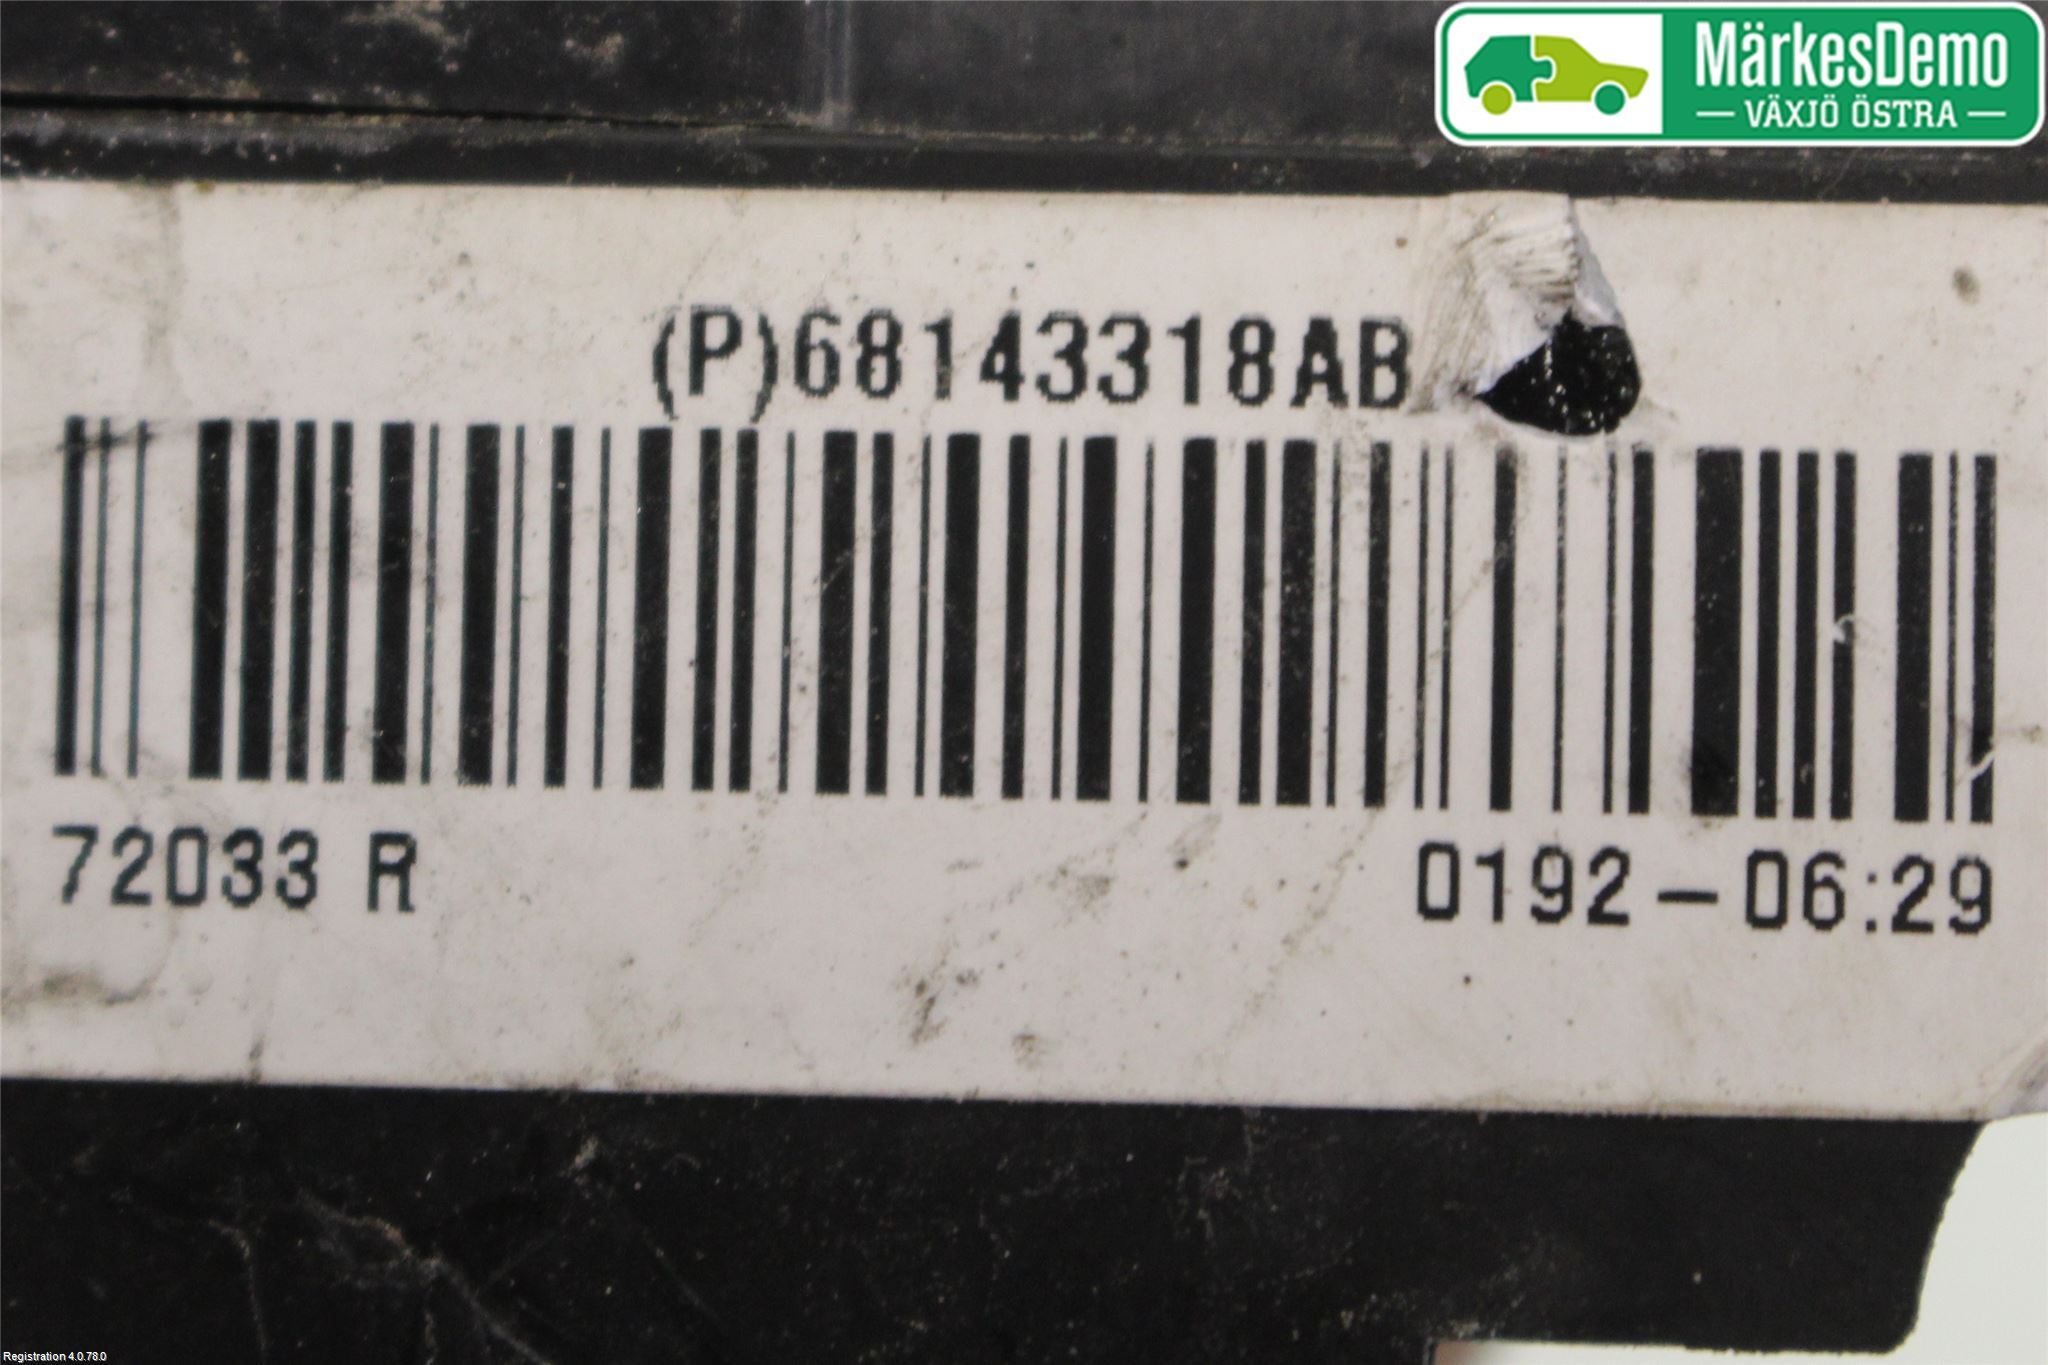 MärkesDemo
VÄXJÖ ÖSTRA
(P)68143318AB
72033 R
0192-06:29
Registration 4.0.78.0